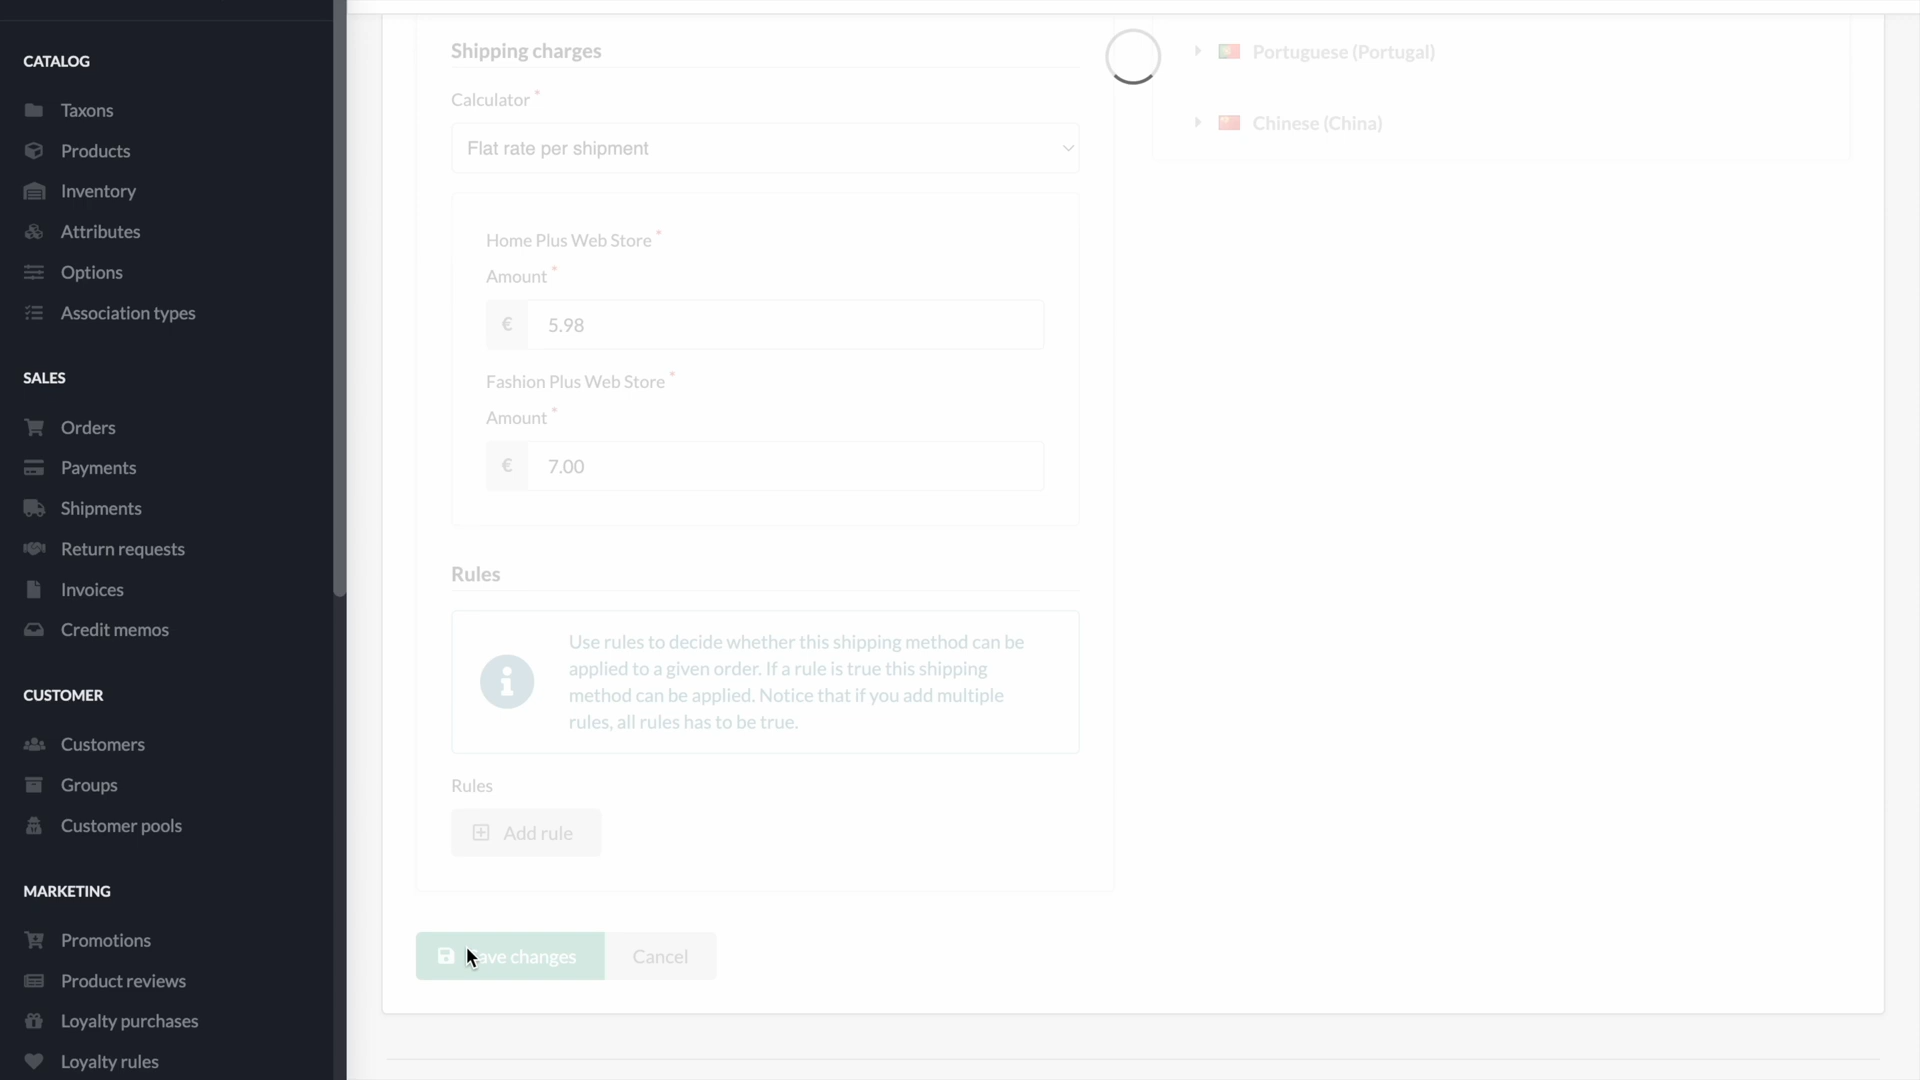 CATALOG
Taxons
Products
Inventory
Attributes
Options
Association types
SALES
Orders
Payments
Shipments
Return requests
Invoices
Credit memos
CUSTOMER
Customers
Groups
Customer pools
MARKETING
Promotions
Product reviews
Loyalty purchases
Loyalty rules
Shipping charges
Calculator *
Flat rate per shipment
Home Plus Web Store *
Amount *
€ 5.98
Fashion Plus Web Store *
Amount *
€ 7.00
Rules
Use rules to decide whether this shipping method can be
applied to a given order. If a rule is true this shipping
method can be applied. Notice that if you add multiple
rules, all rules has to be true.
Rules
Add rule
Save changes
Cancel
Portuguese (Portugal)
Chinese (China)